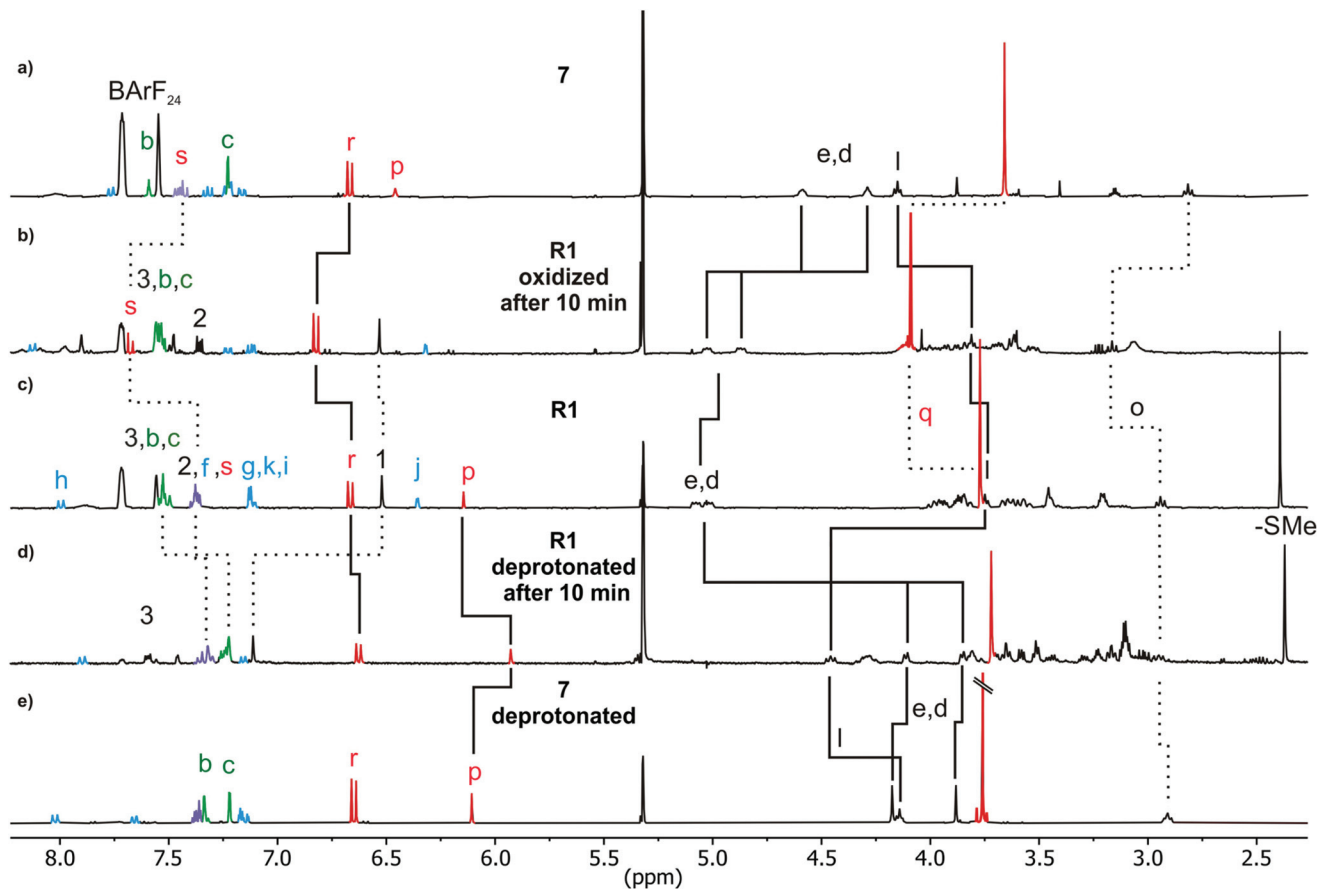 a)
7
BArF24
b
s
c
r
p
e,d
l
b)
R1
oxidized
after 10 min
3,b,c
s
2
c)
R1
3,b,c
2,f,s
g,k,i
h
r
1
j
p
e,d
q
o
-SMe
d)
R1
deprotonated
after 10 min
3
e)
7
deprotonated
b
c
r
p
e,d
l
8.0 7.5 7.0 6.5 6.0 5.5 5.0 4.5 4.0 3.5 3.0 2.5
(ppm)